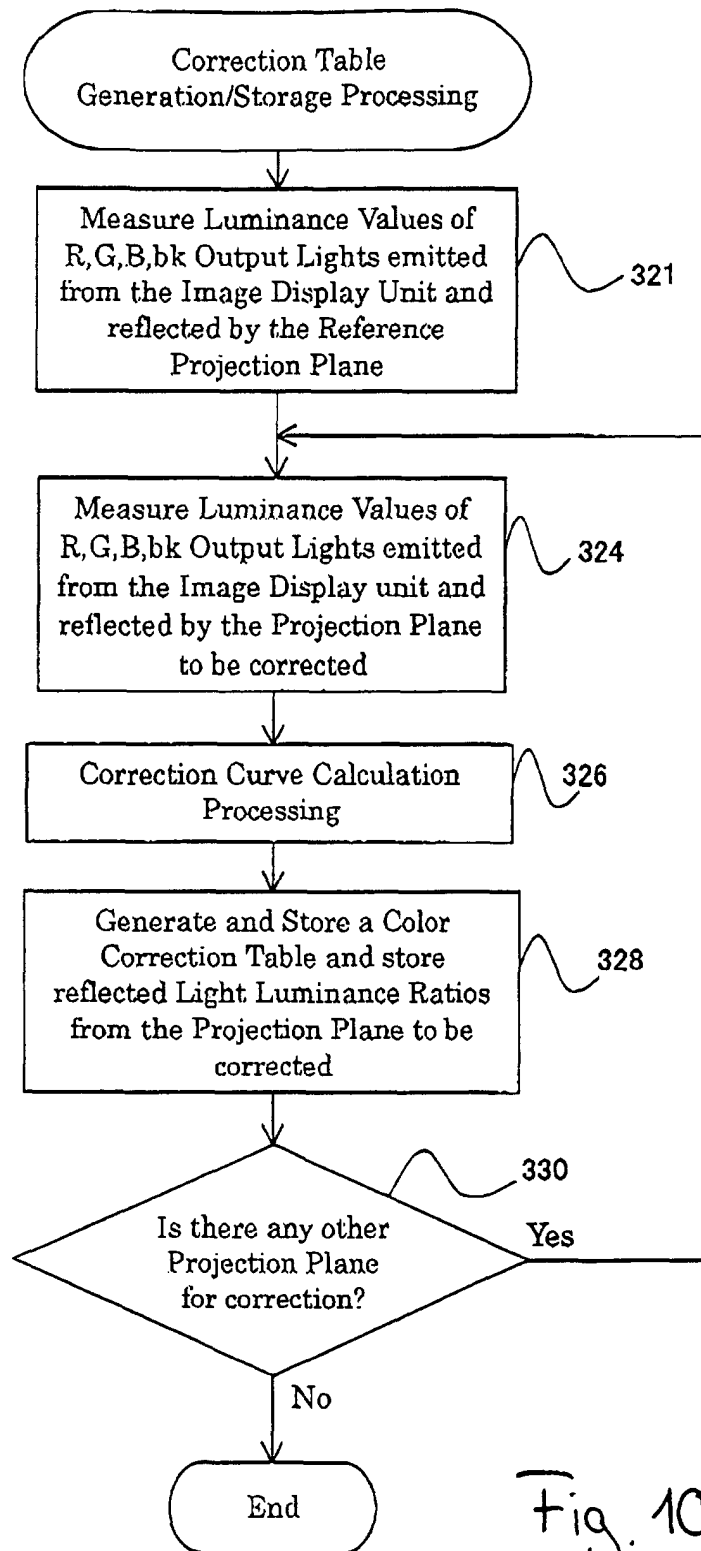 Correction Table
Generation/Storage Processing
Measure Luminance Values of
R,G,B,bk Output Lights emitted
from the Image Display Unit and
reflected by the Reference
Projection Plane
321
Measure Luminance Values of
R,G,B,bk Output Lights emitted
from the Image Display unit and
reflected by the Projection Plane
to be corrected
324
Correction Curve Calculation
Processing
326
Generate and Store a Color
Correction Table and store
reflected Light Luminance Ratios
from the Projection Plane to be
corrected
328
330
Is there any other
Projection Plane
for correction?
Yes
No
End
Fig. 10